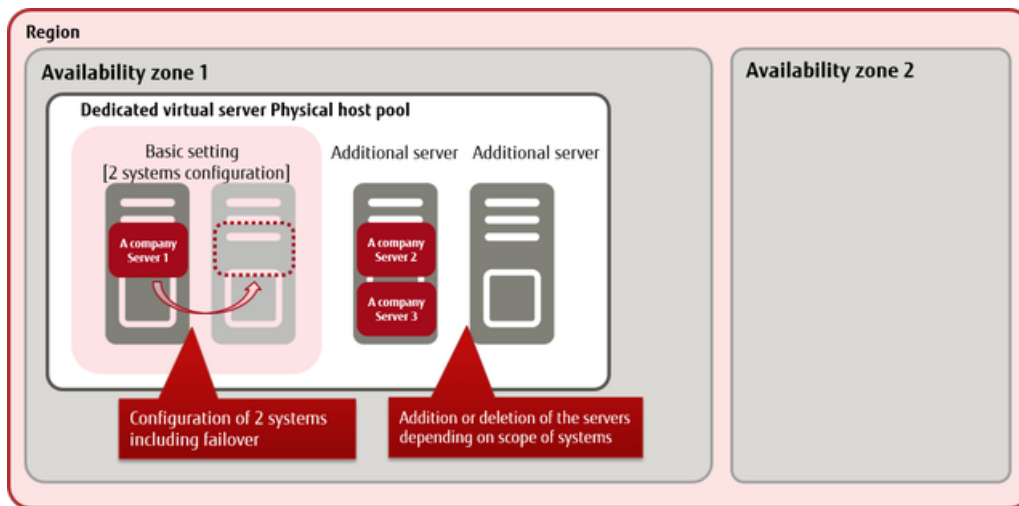 Region
Availability zone 1
Availability zone 2
Dedicated virtual server Physical host pool
Basic setting
[2 systems configuration]
Additional server
Additional server
A company
Server 1
A company
Server 2
A company
Server 3
Configuration of 2 systems
including failover
Addition or deletion of the servers
depending on scope of systems